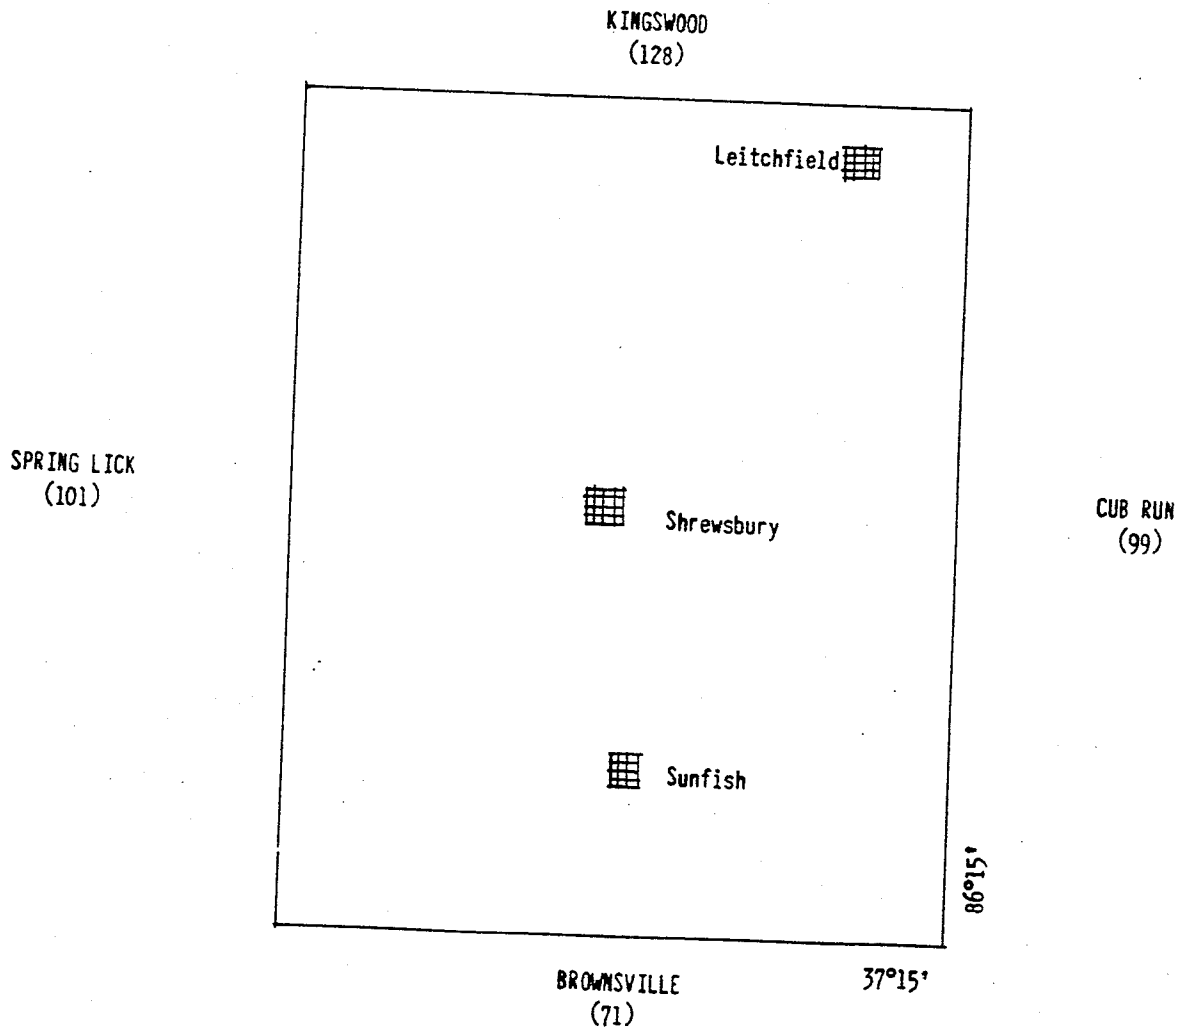 KINGSWOOD
(128)
Leitchfield
SPRING LICK
(101)
Shrewsbury
CUB RUN
(99)
Sunfish
86°15'
37°15'
BROWNSVILLE
(71)